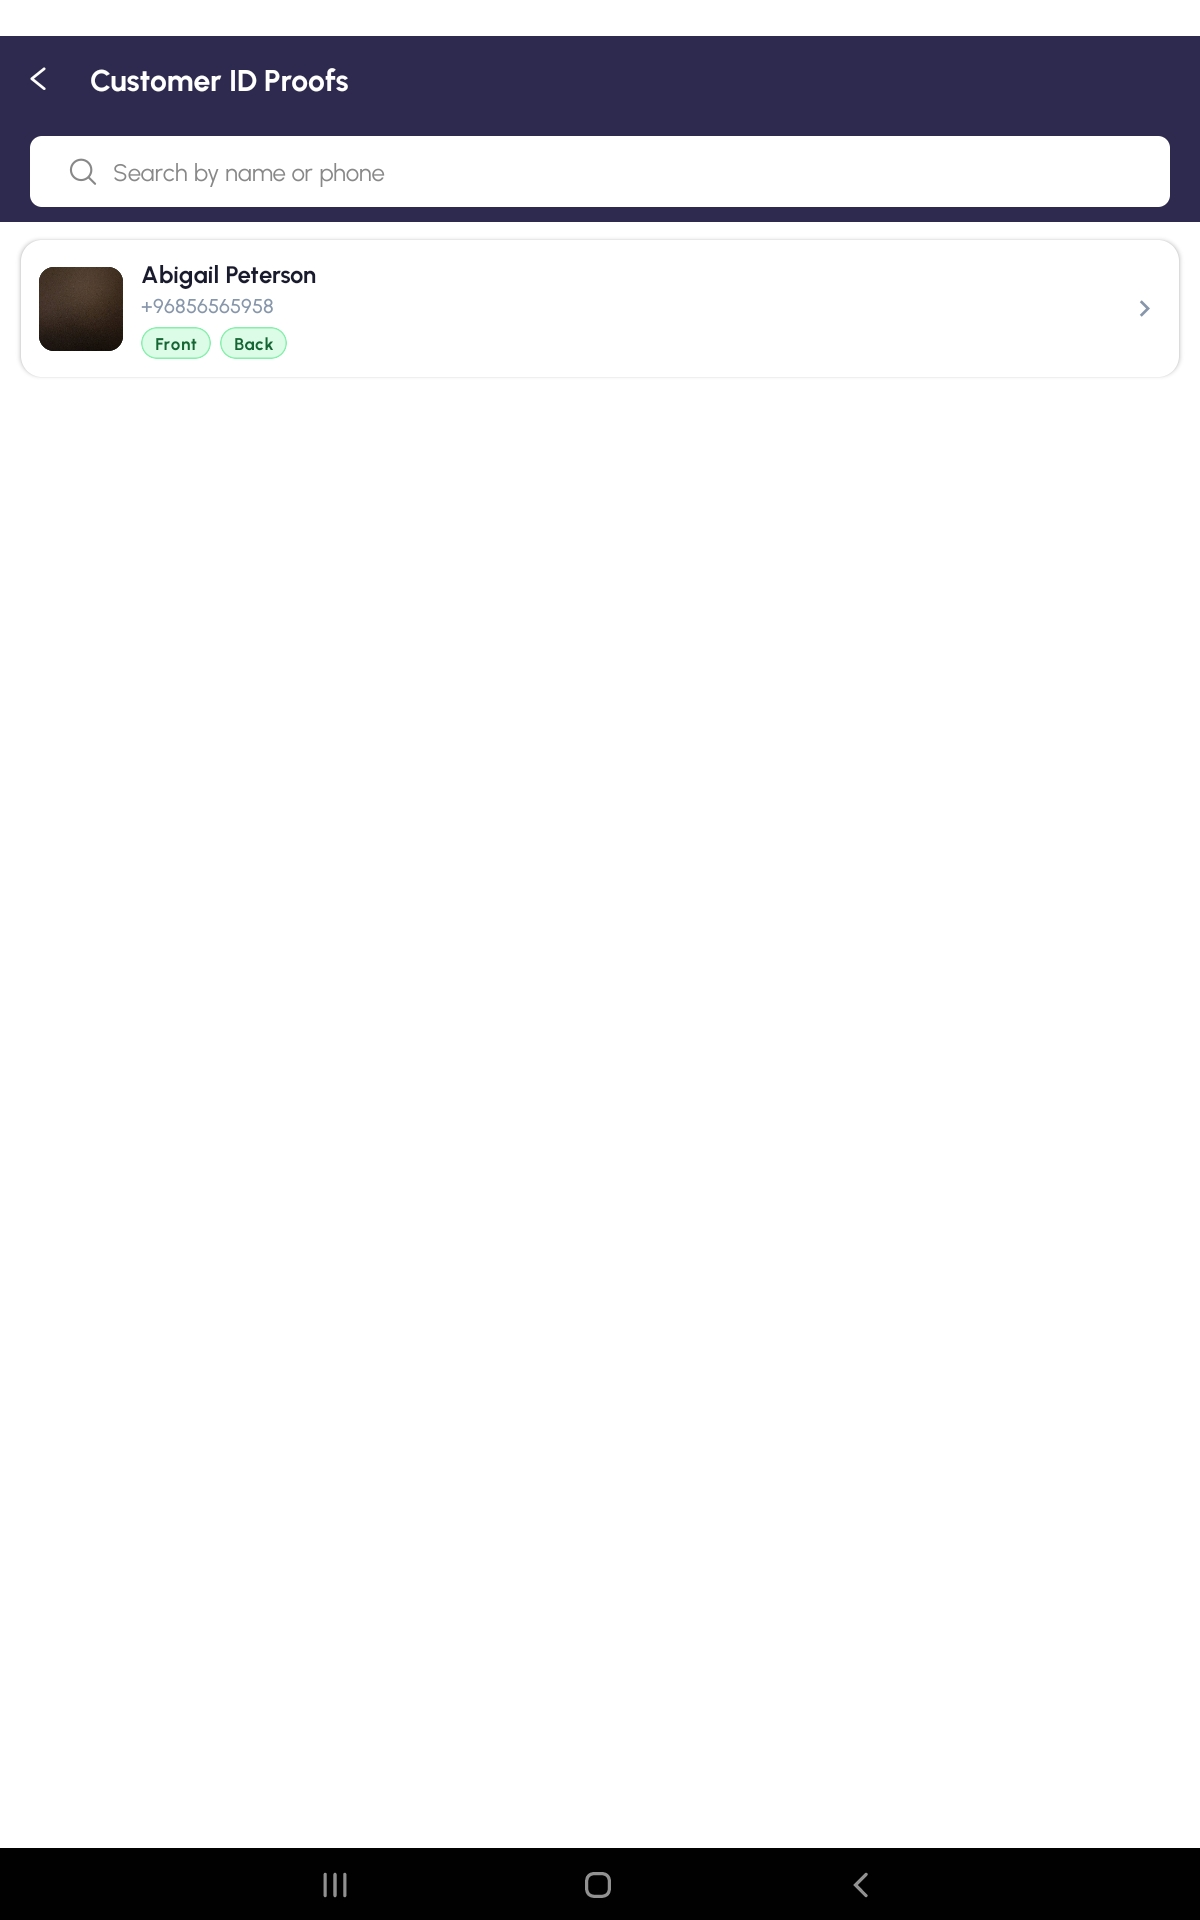 Customer ID Proofs
Search by name or phone
Abigail Peterson
+96856565958
Front Back